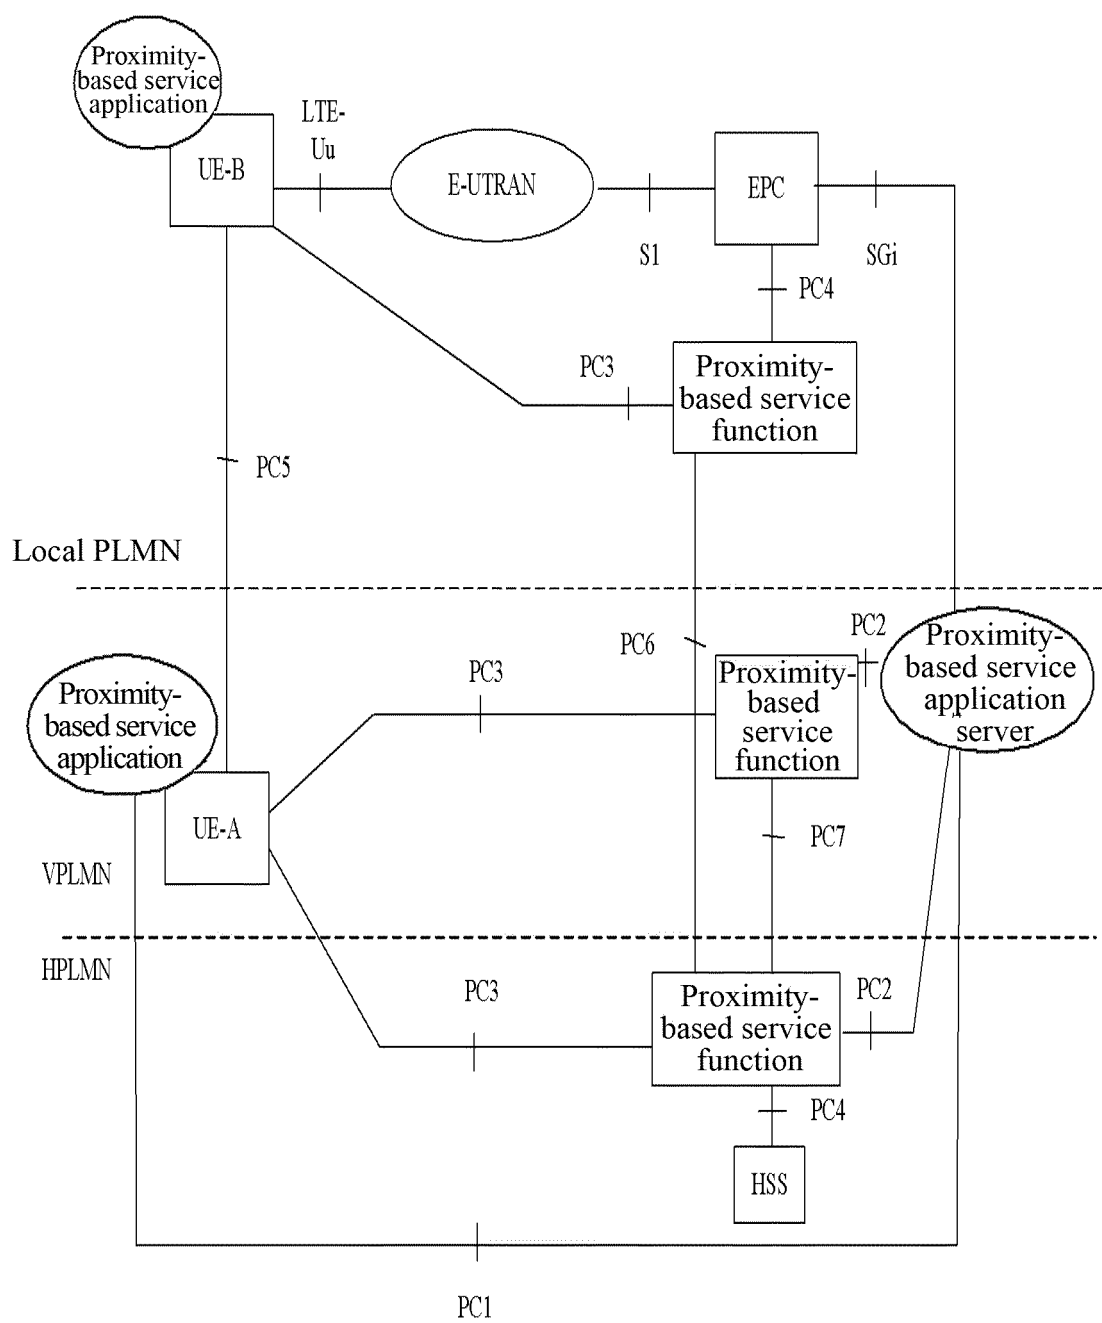 Proximity-
based service
application
LTE-
Uu
UE-B
E-UTRAN
EPC
S1
SGi
PC4
PC3
Proximity-
based service
function
PC5
Local PLMN
PC2
Proximity-
based service
application
server
PC6
PC3
Proximity-
based
service
function
Proximity-
based service
application
UE-A
PC7
VPLMN
HPLMN
PC3
Proximity-
based service
function
PC2
PC4
HSS
PC1